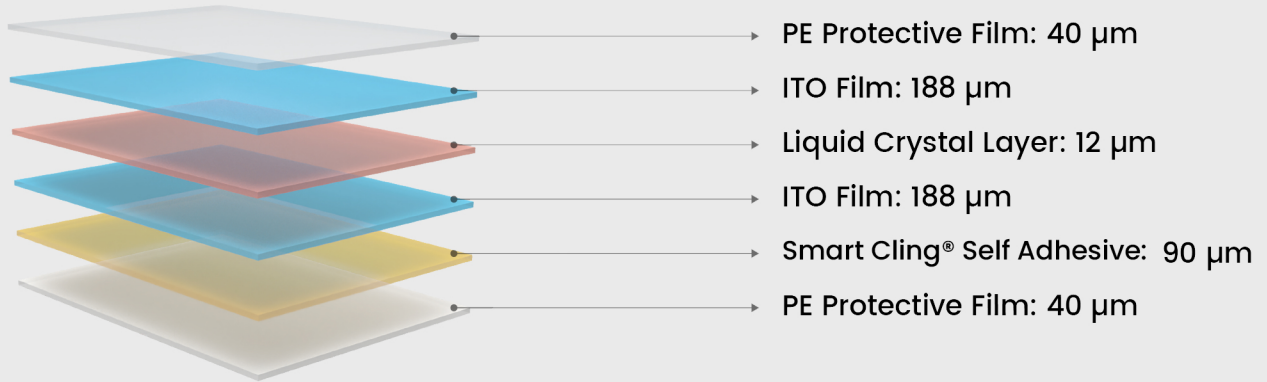 PE Protective Film: 40 µm
ITO Film: 188 µm
Liquid Crystal Layer: 12 µm
ITO Film: 188 µm
Smart Cling® Self Adhesive: 90 µm
PE Protective Film: 40 µm